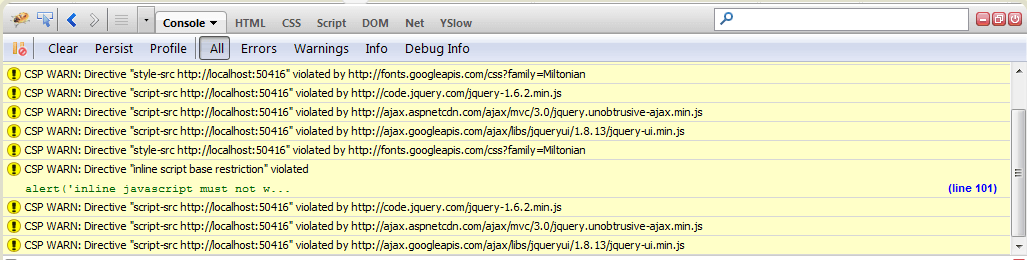 Console HTML CSS Script DOM Net YSlow
Clear Persist Profile All Errors Warnings Info Debug Info
CSP WARN: Directive "style-src http://localhost:50416" violated by http://fonts.googleapis.com/css?family=Miltonian
CSP WARN: Directive "script-src http://localhost:50416" violated by http://code.jquery.com/jquery-1.6.2.min.js
CSP WARN: Directive "script-src http://localhost:50416" violated by http://ajax.aspnetcdn.com/ajax/mvc/3.0/jquery.unobtrusive-ajax.min.js
CSP WARN: Directive "script-src http://localhost:50416" violated by http://ajax.googleapis.com/ajax/libs/jqueryui/1.8.13/jquery-ui.min.js
CSP WARN: Directive "style-src http://localhost:50416" violated by http://fonts.googleapis.com/css?family=Miltonian
CSP WARN: Directive "inline script base restriction" violated
alert('inline javascript must not w... (line 101)
CSP WARN: Directive "script-src http://localhost:50416" violated by http://code.jquery.com/jquery-1.6.2.min.js
CSP WARN: Directive "script-src http://localhost:50416" violated by http://ajax.aspnetcdn.com/ajax/mvc/3.0/jquery.unobtrusive-ajax.min.js
CSP WARN: Directive "script-src http://localhost:50416" violated by http://ajax.googleapis.com/ajax/libs/jqueryui/1.8.13/jquery-ui.min.js